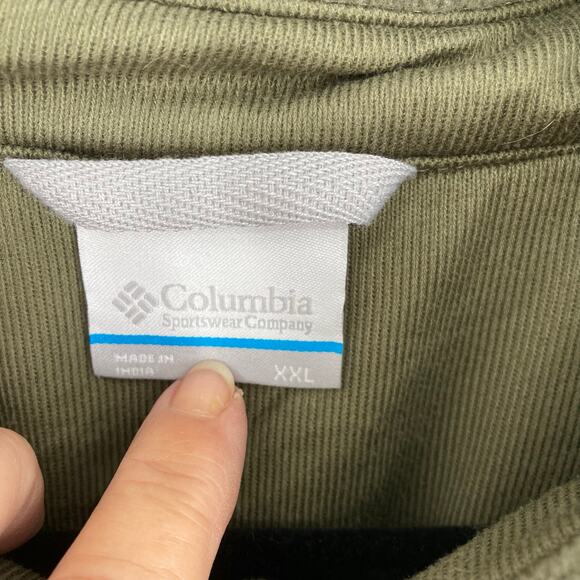 Columbia
Sportswear Company
MADE IN
INDIA
XXL